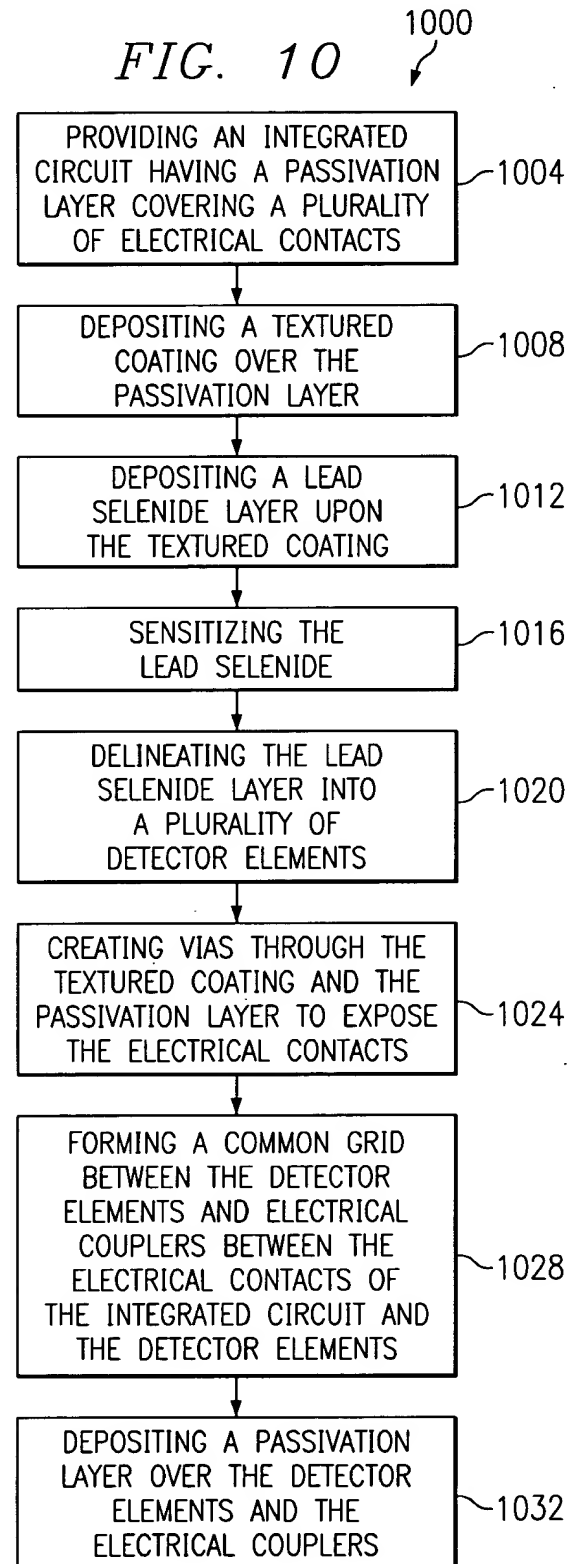 1000
FIG. 10
PROVIDING AN INTEGRATED
CIRCUIT HAVING A PASSIVATION
LAYER COVERING A PLURALITY
OF ELECTRICAL CONTACTS
1004
DEPOSITING A TEXTURED
COATING OVER THE
PASSIVATION LAYER
1008
DEPOSITING A LEAD
SELENIDE LAYER UPON
THE TEXTURED COATING
1012
SENSITIZING THE
LEAD SELENIDE
1016
DELINEATING THE LEAD
SELENIDE LAYER INTO
A PLURALITY OF
DETECTOR ELEMENTS
1020
CREATING VIAS THROUGH THE
TEXTURED COATING AND THE
PASSIVATION LAYER TO EXPOSE
THE ELECTRICAL CONTACTS
1024
FORMING A COMMON GRID
BETWEEN THE DETECTOR
ELEMENTS AND ELECTRICAL
COUPLERS BETWEEN THE
ELECTRICAL CONTACTS OF
THE INTEGRATED CIRCUIT AND
THE DETECTOR ELEMENTS
1028
DEPOSITING A PASSIVATION
LAYER OVER THE DETECTOR
ELEMENTS AND THE
ELECTRICAL COUPLERS
1032